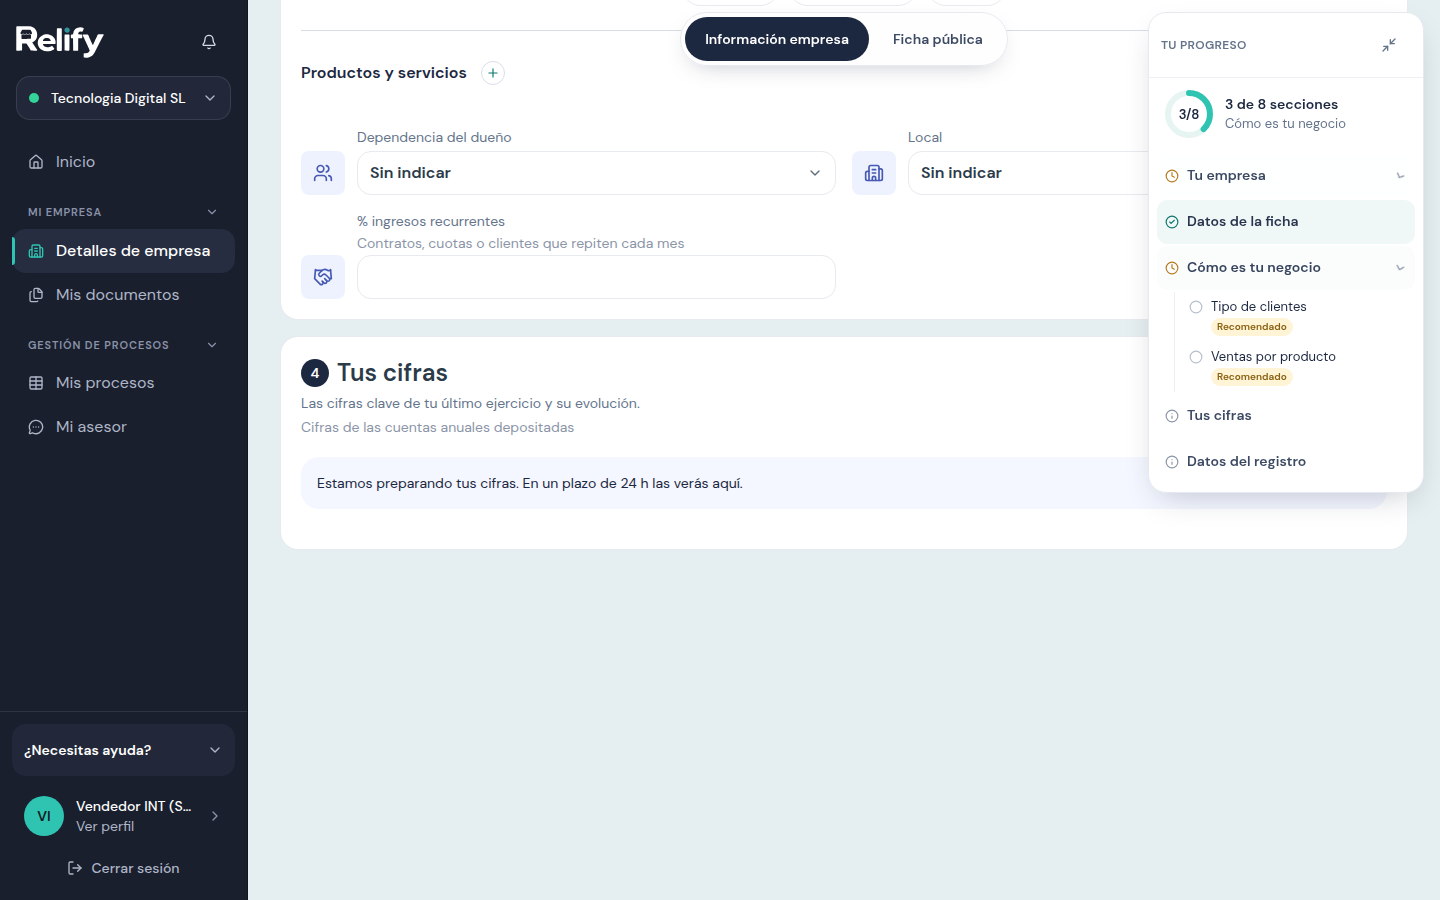 Relify
Tecnologia Digital SL
Inicio
MI EMPRESA
Detalles de empresa
Mis documentos
GESTIÓN DE PROCESOS
Mis procesos
Mi asesor
¿Necesitas ayuda?
VI
Vendedor INT (S...
Ver perfil
Cerrar sesión
Información empresa
Ficha pública
Productos y servicios
Dependencia del dueño
Sin indicar
Local
Sin indicar
% ingresos recurrentes
Contratos, cuotas o clientes que repiten cada mes
4 Tus cifras
Las cifras clave de tu último ejercicio y su evolución.
Cifras de las cuentas anuales depositadas
Estamos preparando tus cifras. En un plazo de 24 h las verás aquí.
TU PROGRESO
3/8
3 de 8 secciones
Cómo es tu negocio
Tu empresa
Datos de la ficha
Cómo es tu negocio
Tipo de clientes
Recomendado
Ventas por producto
Recomendado
Tus cifras
Datos del registro